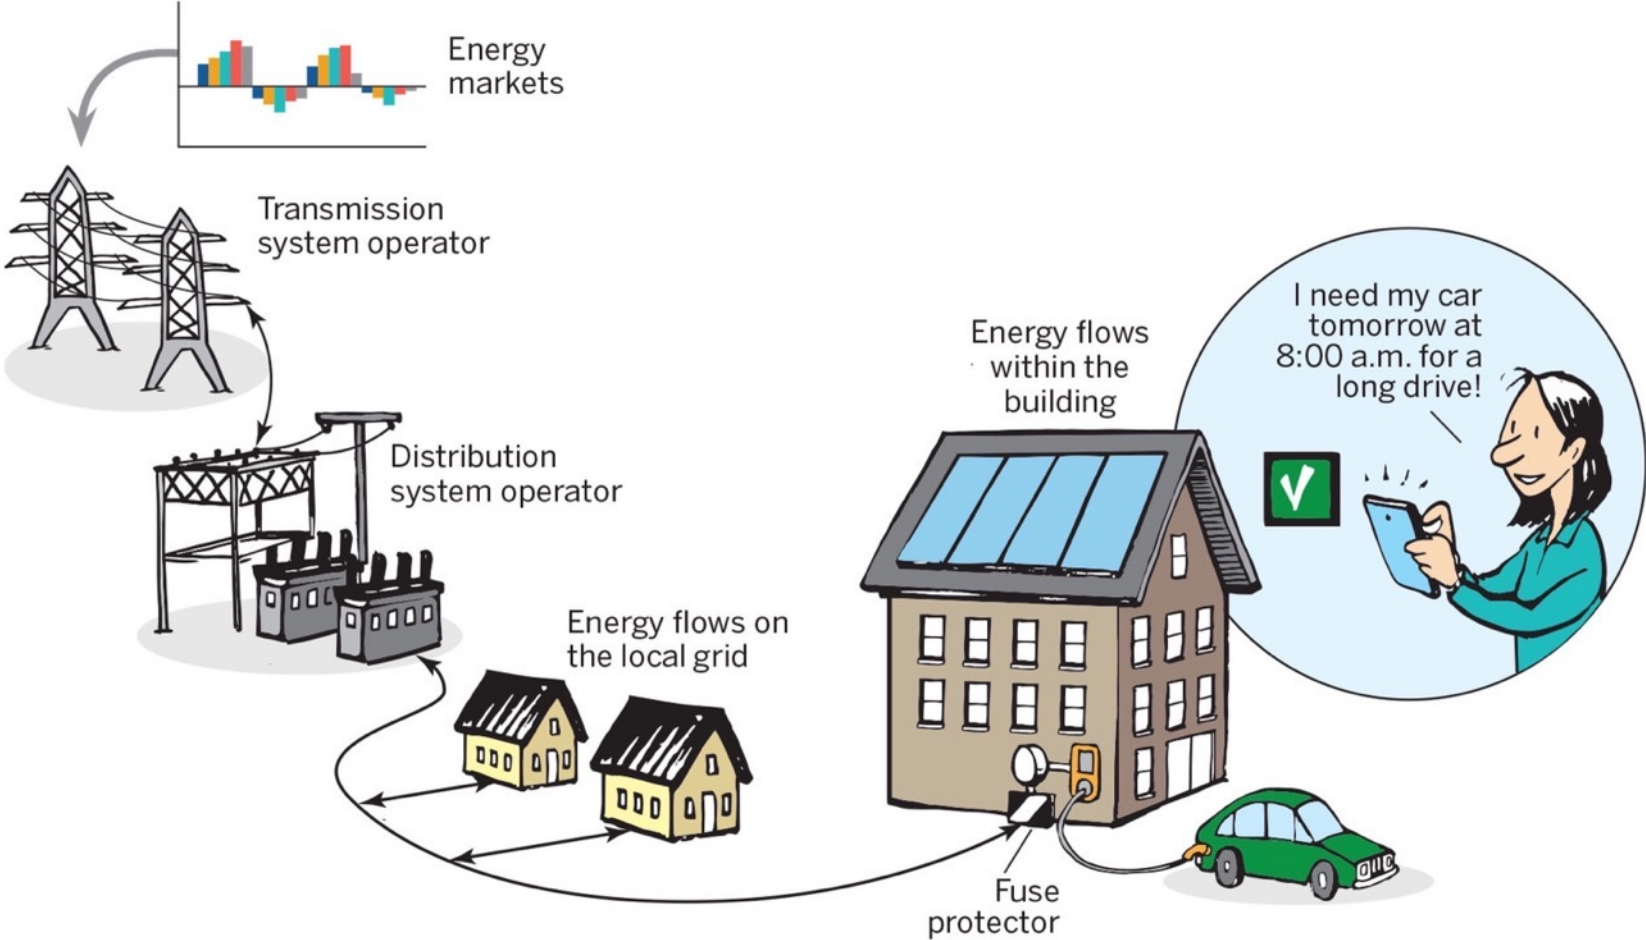 Energy
markets
Transmission
system operator
Distribution
system operator
Energy flows on
the local grid
Energy flows
within the
building
Fuse
protector
I need my car
tomorrow at
8:00 a.m. for a
long drive!